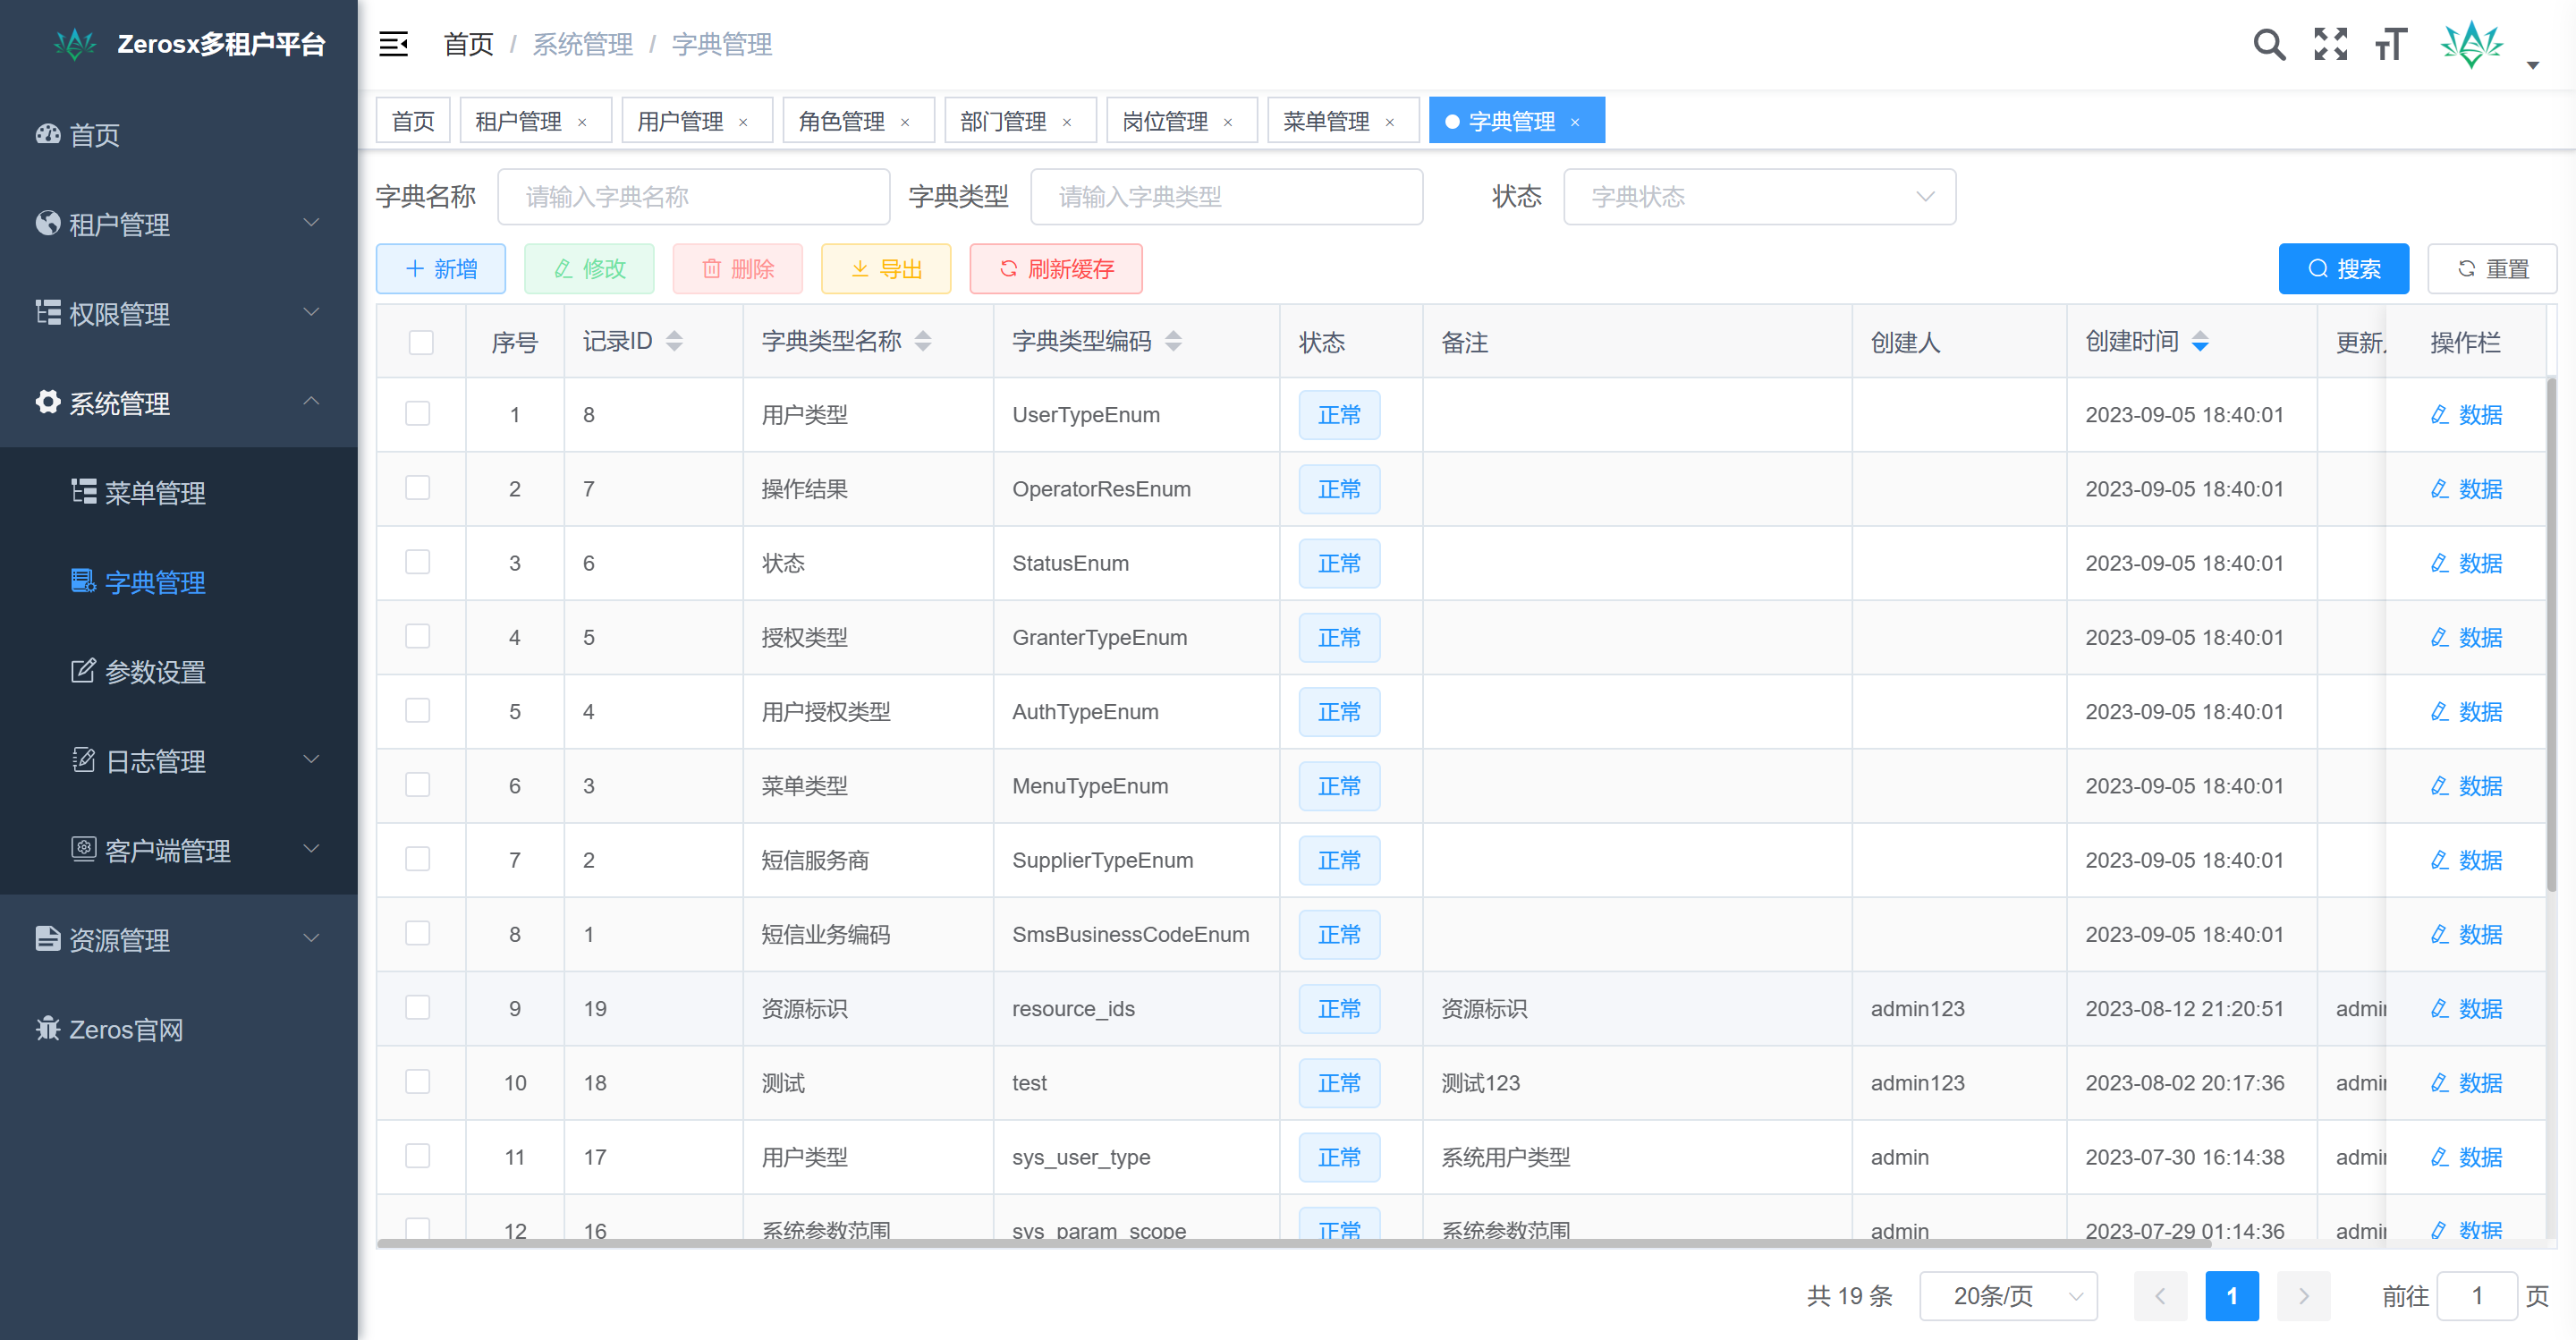 Zerosx多租户平台
首页 / 系统管理 / 字典管理
首页
租户管理
权限管理
系统管理
菜单管理
字典管理
参数设置
日志管理
客户端管理
资源管理
Zeros官网
首页 租户管理 × 用户管理 × 角色管理 × 部门管理 × 岗位管理 × 菜单管理 × 字典管理 ×
字典名称 请输入字典名称 字典类型 请输入字典类型 状态 字典状态
新增 修改 删除 导出 刷新缓存 搜索 重置
序号 记录ID 字典类型名称 字典类型编码 状态 备注 创建人 创建时间 更新 操作栏
1 8 用户类型 UserTypeEnum 正常 2023-09-05 18:40:01 数据
2 7 操作结果 OperatorResEnum 正常 2023-09-05 18:40:01 数据
3 6 状态 StatusEnum 正常 2023-09-05 18:40:01 数据
4 5 授权类型 GranterTypeEnum 正常 2023-09-05 18:40:01 数据
5 4 用户授权类型 AuthTypeEnum 正常 2023-09-05 18:40:01 数据
6 3 菜单类型 MenuTypeEnum 正常 2023-09-05 18:40:01 数据
7 2 短信服务商 SupplierTypeEnum 正常 2023-09-05 18:40:01 数据
8 1 短信业务编码 SmsBusinessCodeEnum 正常 2023-09-05 18:40:01 数据
9 19 资源标识 resource_ids 正常 资源标识 admin123 2023-08-12 21:20:51 admi 数据
10 18 测试 test 正常 测试123 admin123 2023-08-02 20:17:36 admi 数据
11 17 用户类型 sys_user_type 正常 系统用户类型 admin 2023-07-30 16:14:38 admi 数据
12 16 系统参数范围 sys_param_scope 正常 系统参数范围 admin 2023-07-29 01:14:36 admi 数据
共 19 条 20条/页 1 前往 1 页